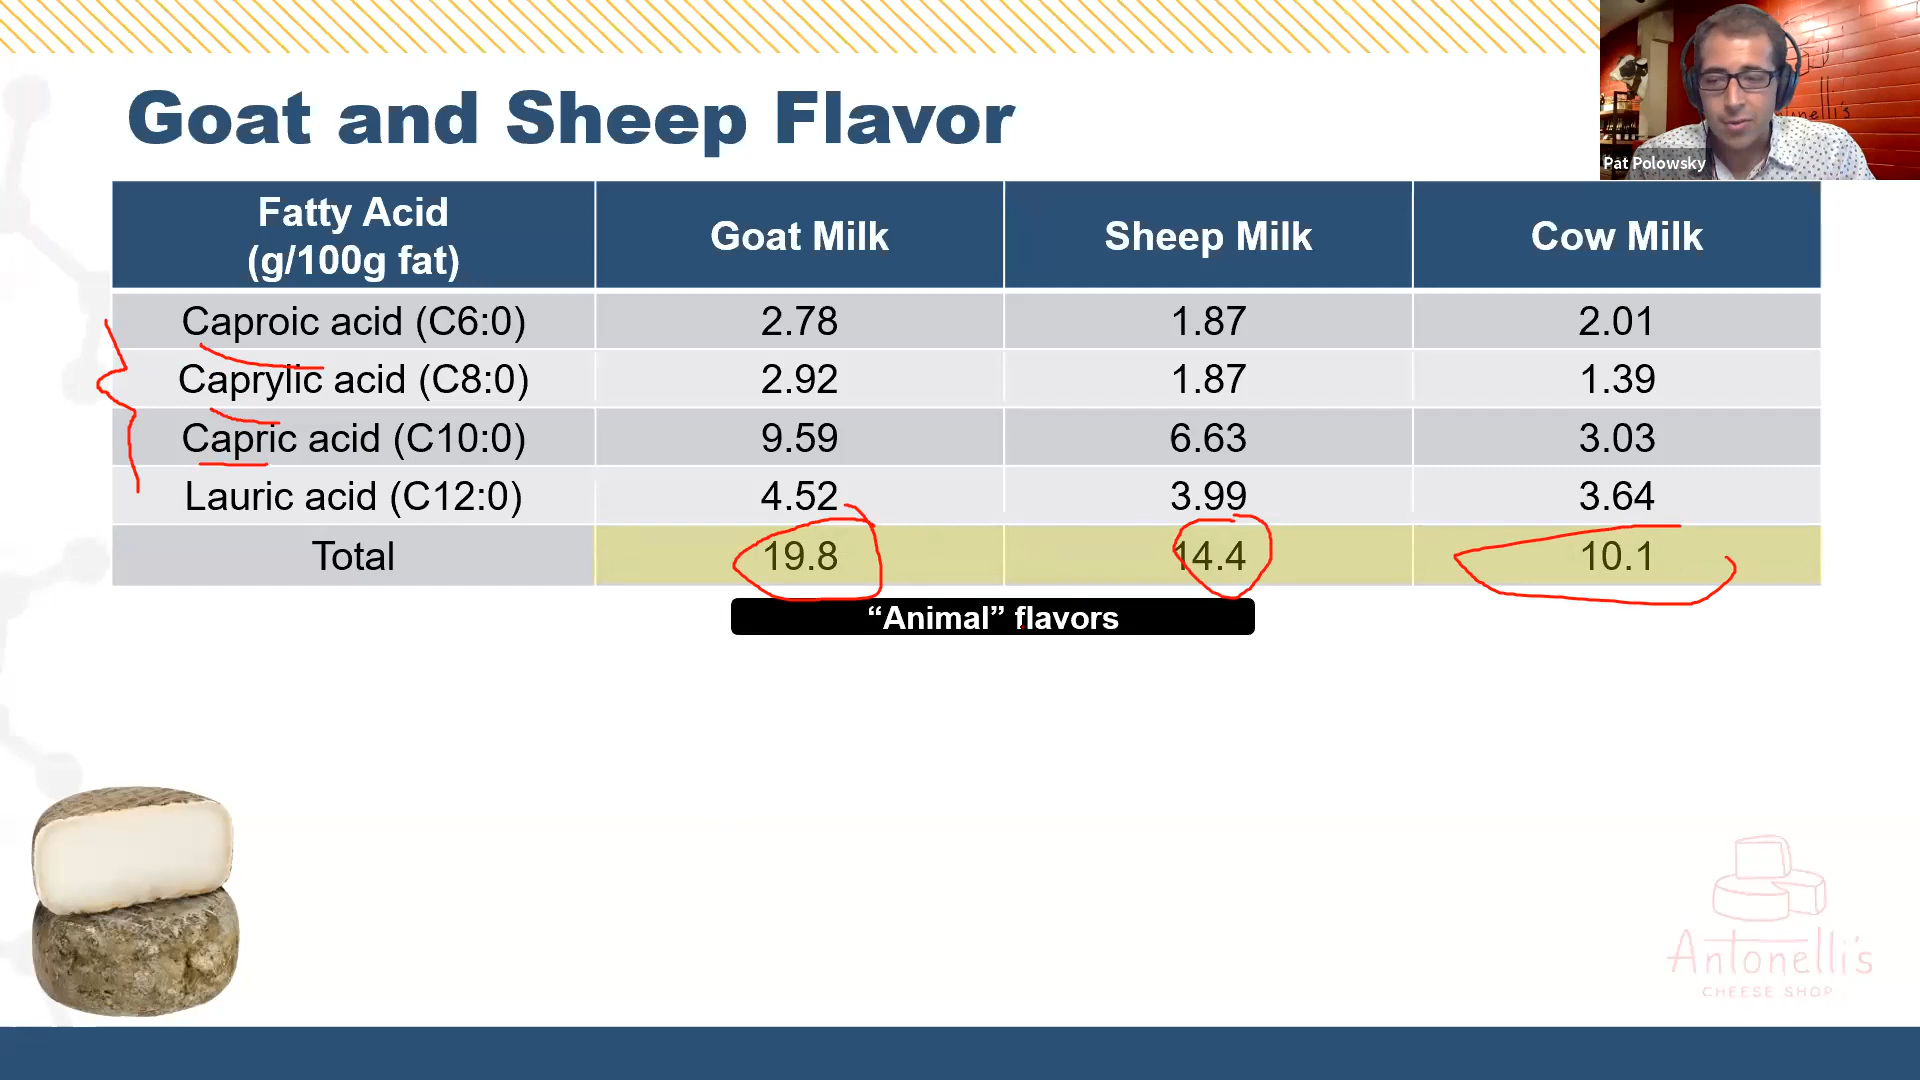 Goat and Sheep Flavor
Pat Polowsky
Fatty Acid
(g/100g fat)
Goat Milk
Sheep Milk
Cow Milk
Caproic acid (C6:0)
2.78
1.87
2.01
Caprylic acid (C8:0)
2.92
1.87
1.39
Capric acid (C10:0)
9.59
6.63
3.03
Lauric acid (C12:0)
4.52
3.99
3.64
Total
19.8
14.4
10.1
“Animal” flavors
Antonelli's
CHEESE SHOP